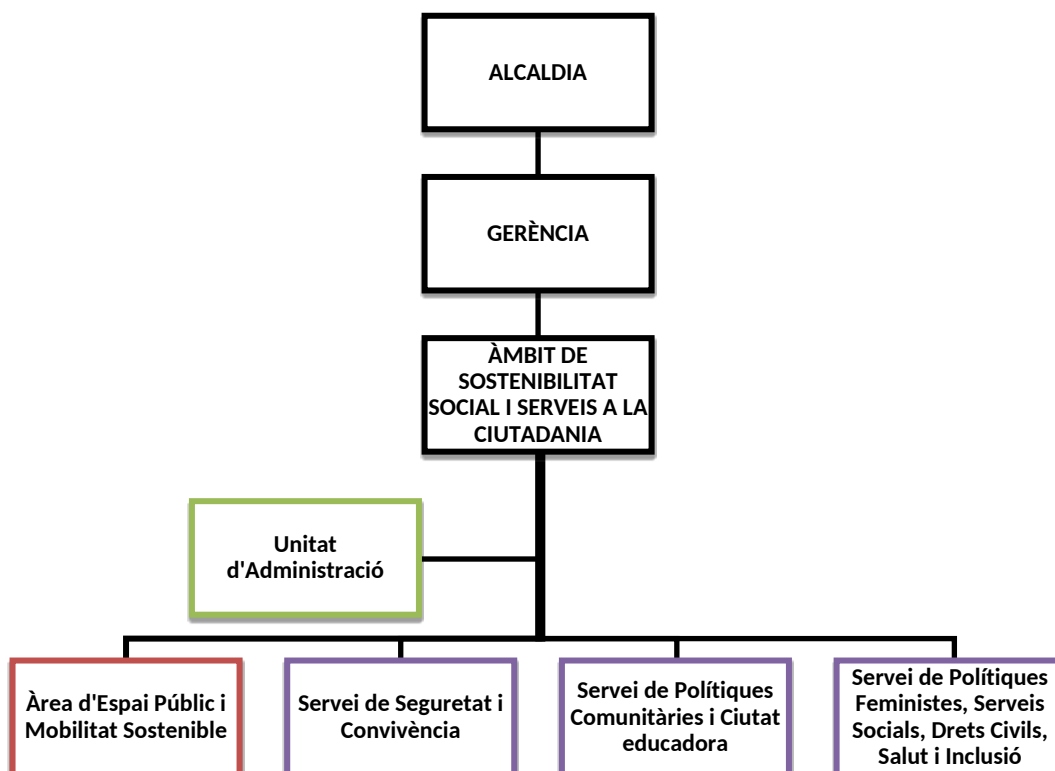 ALCALDIA
GERÈNCIA
ÀMBIT DE
SOSTENIBILITAT
SOCIAL I SERVEIS A LA
CIUTADANIA
Unitat
d'Administració
Àrea d'Espai Públic i
Mobilitat Sostenible
Servei de Seguretat i
Convivència
Servei de Polítiques
Comunitàries i Ciutat
educadora
Servei de Polítiques
Feministes, Serveis
Socials, Drets Civils,
Salut i Inclusió